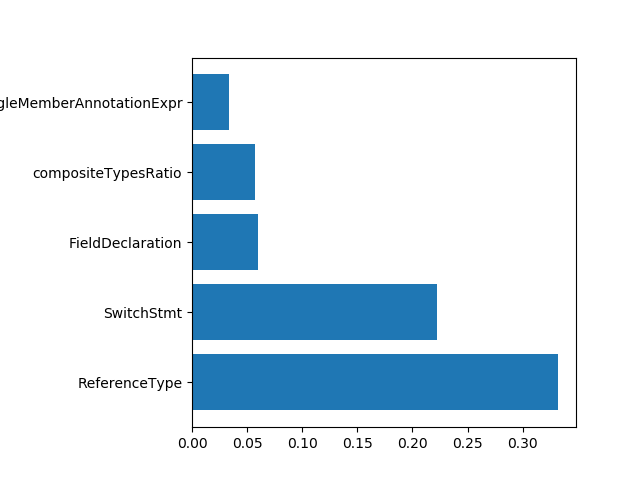 gleMemberAnnotationExpr
compositeTypesRatio
FieldDeclaration
SwitchStmt
ReferenceType
0.00 0.05 0.10 0.15 0.20 0.25 0.30